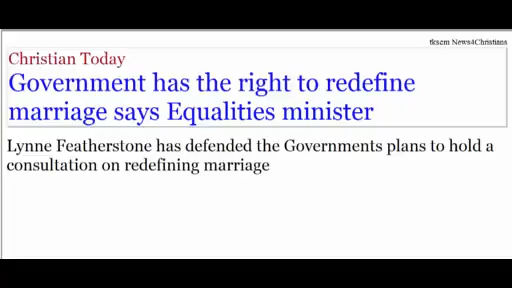 tksem News4Christians
Christian Today
Government has the right to redefine
marriage says Equalities minister
Lynne Featherstone has defended the Governments plans to hold a
consultation on redefining marriage